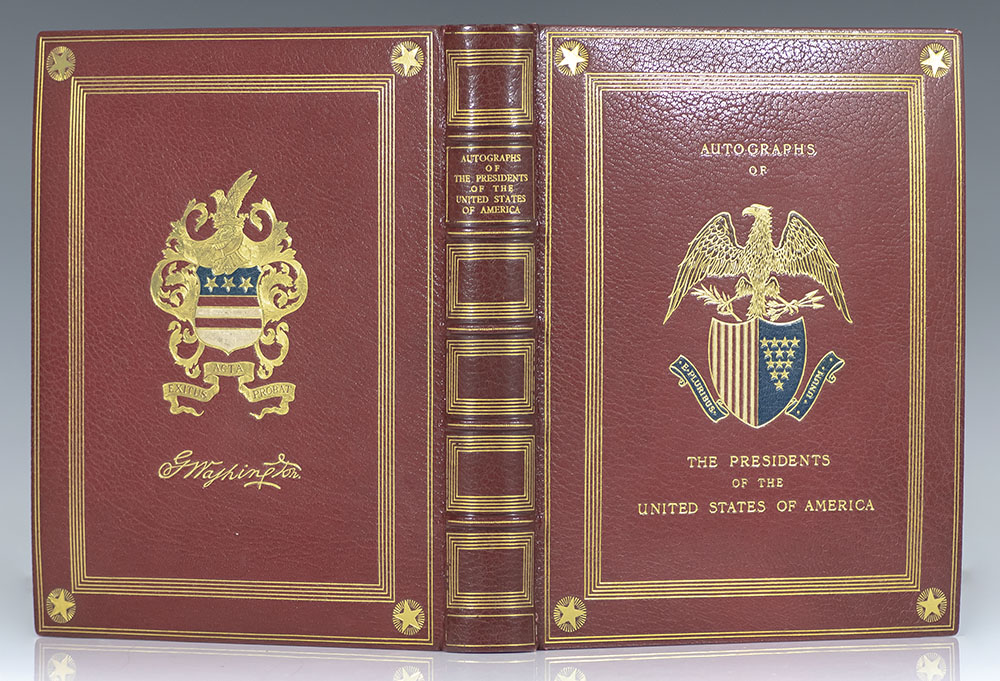 ACTA
EXITUS PROBAT
GWashington.
AUTOGRAPHS
OF
THE PRESIDENTS
OF THE
UNITED STATES
OF AMERICA
AUTOGRAPHS
OF
E·PLURIBUS· UNUM
THE PRESIDENTS
OF THE
UNITED STATES OF AMERICA